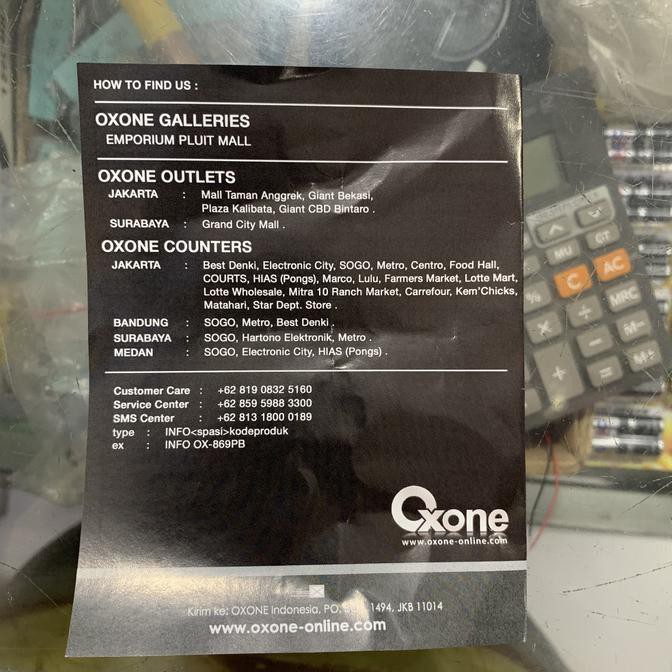 HOW TO FIND US :
OXONE GALLERIES
EMPORIUM PLUIT MALL
OXONE OUTLETS
JAKARTA : Mall Taman Anggrek, Giant Bekasi,
Plaza Kalibata, Giant CBD Bintaro .
SURABAYA : Grand City Mall .
OXONE COUNTERS
JAKARTA : Best Denki, Electronic City, SOGO, Metro, Centro, Food Hall,
COURTS, HIAS (Pongs), Marco, Lulu, Farmers Market, Lotte Mart,
Lotte Wholesale, Mitra 10 Ranch Market, Carrefour, Kem'Chicks,
Matahari, Star Dept. Store .
BANDUNG : SOGO, Metro, Best Denki .
SURABAYA : SOGO, Hartono Elektronik, Metro .
MEDAN : SOGO, Electronic City, HIAS (Pongs) .
Customer Care : +62 819 0832 5160
Service Center : +62 859 5988 3300
SMS Center : +62 813 1800 0189
type : INFO<spasi>kodeproduk
ex : INFO OX-869PB
Oxone
www.oxone-online.com
Kirim ke: OXONE Indonesia, PO. 1494, JKB 11014
www.oxone-online.com
MU GT
% C AC
× ÷ MRC
+ − M−
= M+